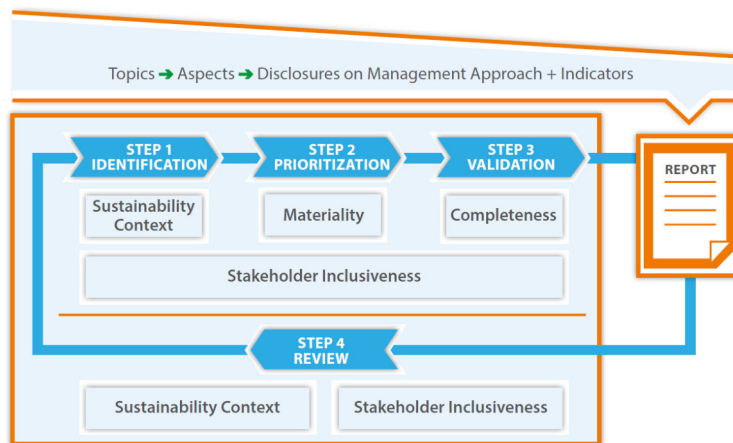 Topics → Aspects → Disclosures on Management Approach + Indicators
STEP 1
IDENTIFICATION
STEP 2
PRIORITIZATION
STEP 3
VALIDATION
REPORT
Sustainability
Context
Materiality
Completeness
Stakeholder Inclusiveness
STEP 4
REVIEW
Sustainability Context
Stakeholder Inclusiveness